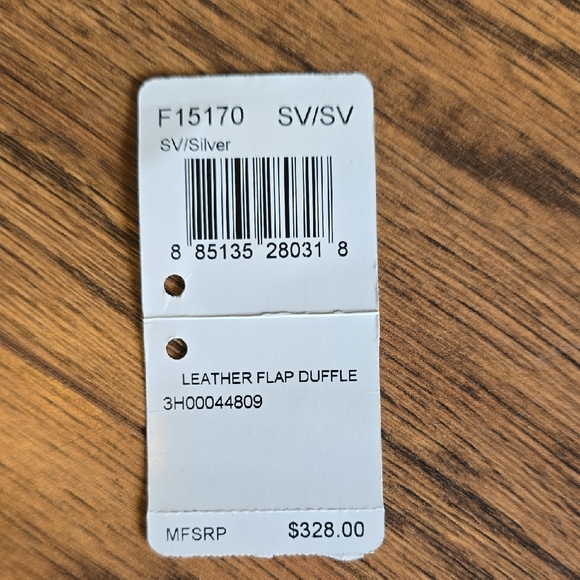 F15170 SV/SV
SV/Silver
8 85135 28031 8
LEATHER FLAP DUFFLE
3H00044809
MFSRP $328.00